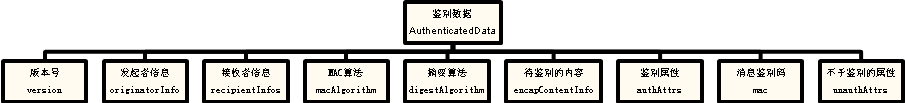 鉴别数据
AuthenticatedData
版本号
version
发起者信息
originatorInfo
接收者信息
recipientInfos
MAC算法
macAlgorithm
摘要算法
digestAlgorithm
待鉴别的内容
encapContentInfo
鉴别属性
authAttrs
消息鉴别码
mac
不予鉴别的属性
unauthAttrs